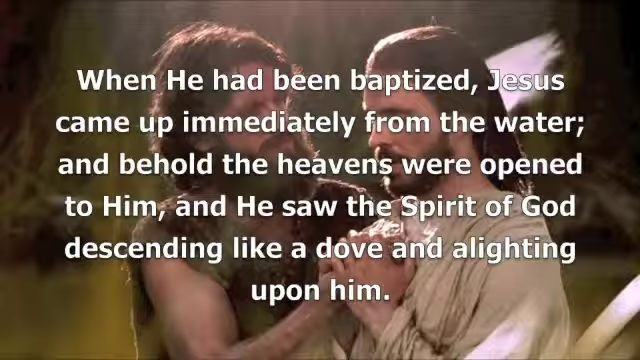 When He had been baptized, Jesus
came up immediately from the water;
and behold the heavens were opened
to Him, and He saw the Spirit of God
descending like a dove and alighting
upon him.